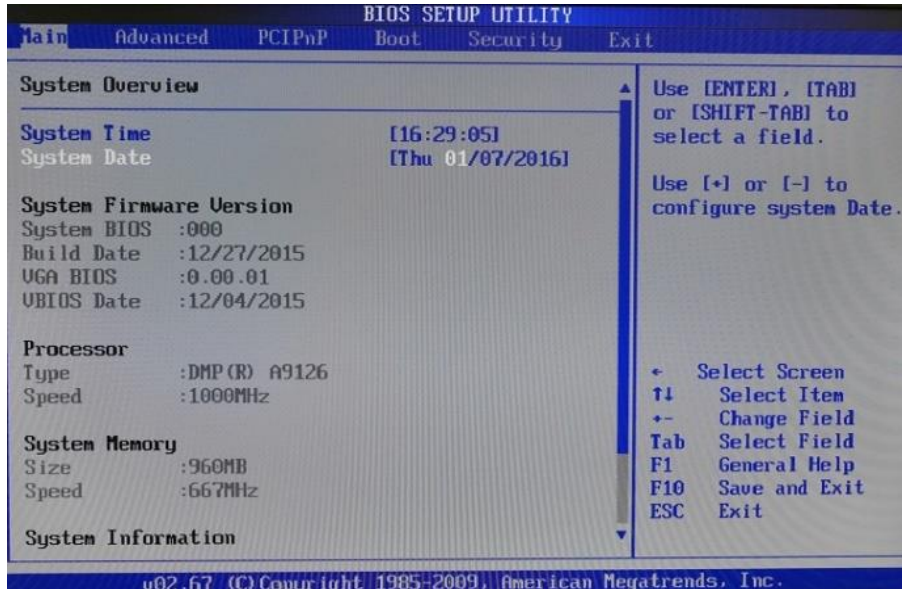 BIOS SETUP UTILITY
Main Advanced PCIPnP Boot Security Exit
System Overview
System Time [16:29:05]
System Date [Thu 01/07/2016]
System Firmware Version
System BIOS :000
Build Date :12/27/2015
VGA BIOS :0.00.01
VBIOS Date :12/04/2015
Processor
Type :DMP(R) A9126
Speed :1000MHz
System Memory
Size :960MB
Speed :667MHz
System Information
Use [ENTER], [TAB]
or [SHIFT-TAB] to
select a field.
Use [+] or [-] to
configure system Date.
← Select Screen
↑↓ Select Item
+- Change Field
Tab Select Field
F1 General Help
F10 Save and Exit
ESC Exit
v02.67 (C)Copyright 1985-2009, American Megatrends, Inc.